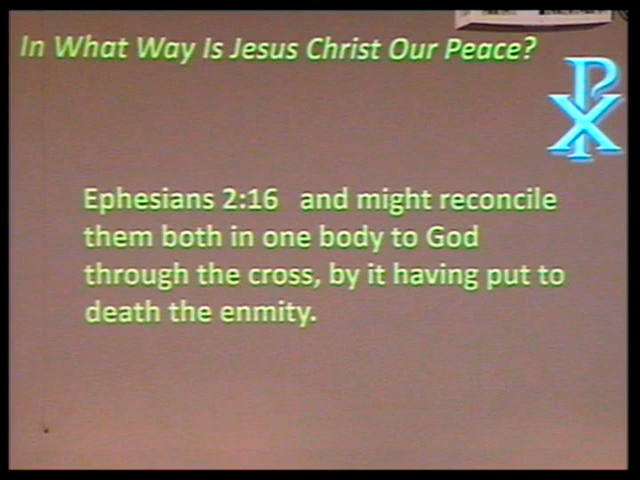 In What Way Is Jesus Christ Our Peace?
Ephesians 2:16 and might reconcile
them both in one body to God
through the cross, by it having put to
death the enmity.